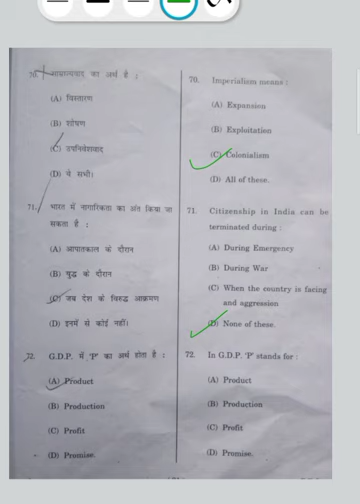 70. साम्राज्यवाद का अर्थ है :
(A) विस्तारण
(B) शोषण
(C) उपनिवेशवाद
(D) ये सभी।
71. भारत में नागरिकता का अंत किया जा
सकता है :
(A) आपातकाल के दौरान
(B) युद्ध के दौरान
(C) जब देश के विरुद्ध आक्रमण
(D) इनमें से कोई नहीं।
72. G.D.P. में 'P' का अर्थ होता है :
(A) Product
(B) Production
(C) Profit
(D) Promise.
70. Imperialism means :
(A) Expansion
(B) Exploitation
(C) Colonialism
(D) All of these.
71. Citizenship in India can be
terminated during :
(A) During Emergency
(B) During War
(C) When the country is facing
and aggression
(D) None of these.
72. In G.D.P. 'P' stands for :
(A) Product
(B) Production
(C) Profit
(D) Promise.